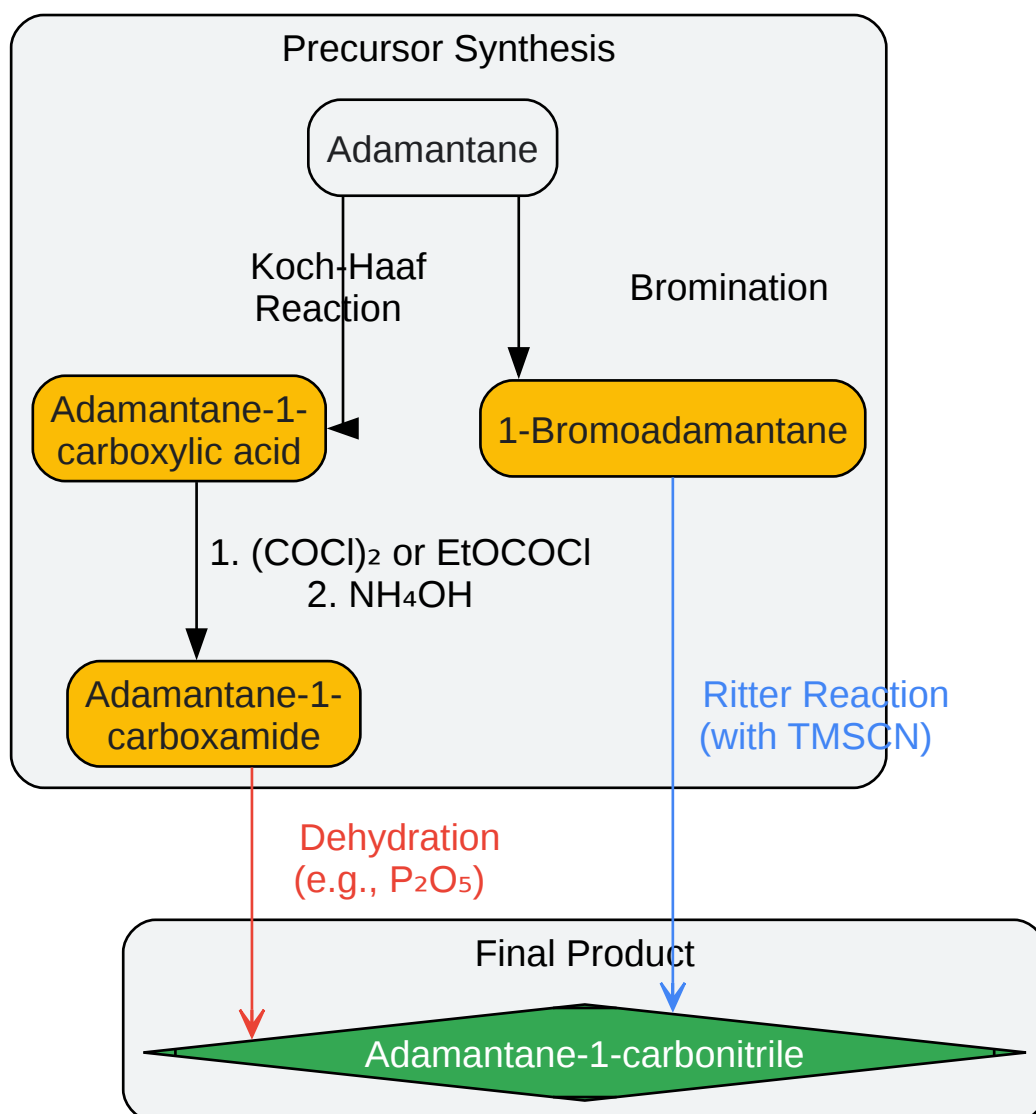 Precursor Synthesis
Adamantane
Koch-Haaf
Reaction
Bromination
Adamantane-1-
carboxylic acid
1-Bromoadamantane
1. (COCl)₂ or EtOCOCl
2. NH₄OH
Adamantane-1-
carboxamide
Ritter Reaction
(with TMSCN)
Dehydration
(e.g., P₂O₅)
Final Product
Adamantane-1-carbonitrile